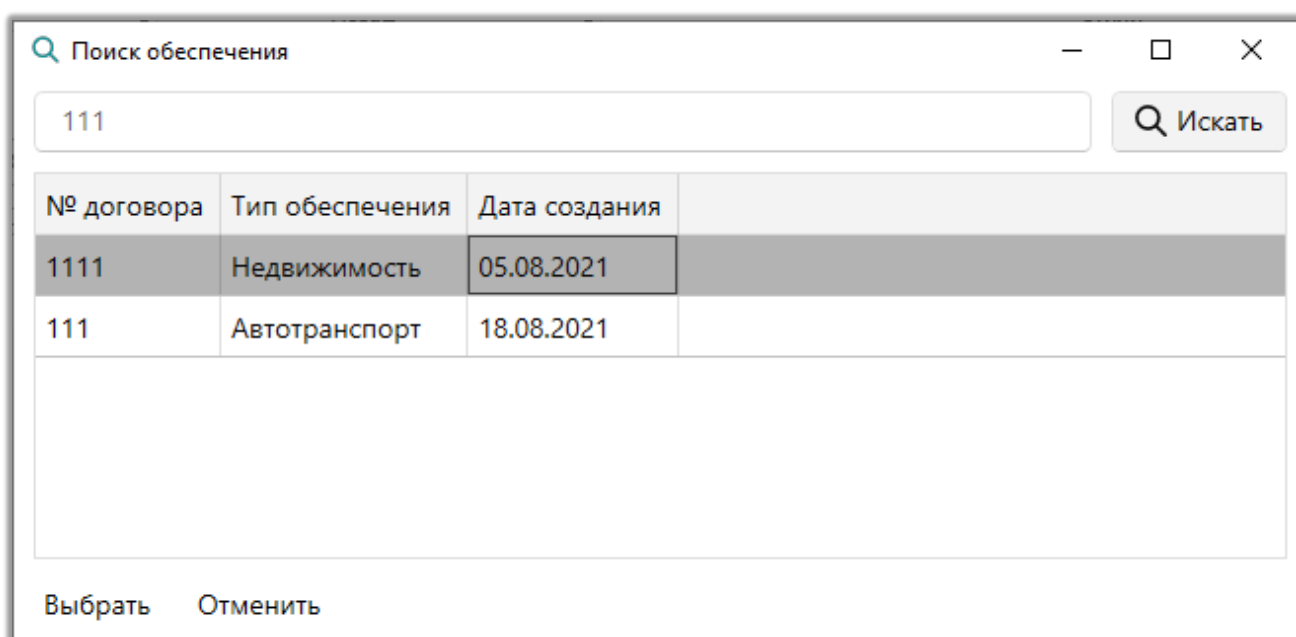 Поиск обеспечения
111
Искать
№ договора Тип обеспечения Дата создания
1111 Недвижимость 05.08.2021
111 Автотранспорт 18.08.2021
Выбрать Отменить